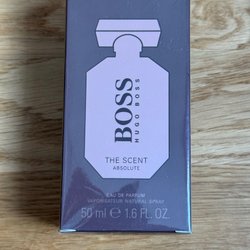 BOSS
HUGO BOSS
THE SCENT
ABSOLUTE
EAU DE PARFUM
VAPORISATEUR NATURAL SPRAY
50 ml ℮ 1.6 FL. OZ.